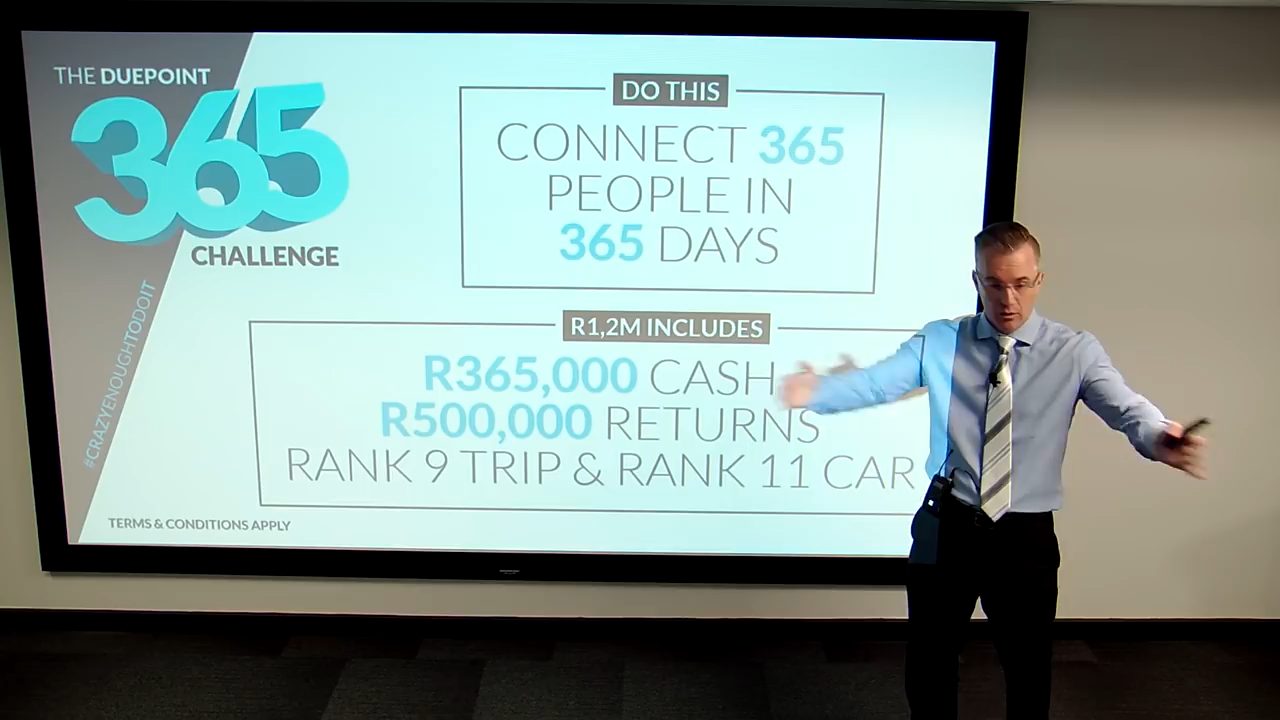 THE DUEPOINT
365
CHALLENGE
#CRAZYENOUGHTODOIT
DO THIS
CONNECT 365
PEOPLE IN
365 DAYS
R1,2M INCLUDES
R365,000 CASH
R500,000 RETURNS
RANK 9 TRIP & RANK 11 CAR
TERMS & CONDITIONS APPLY